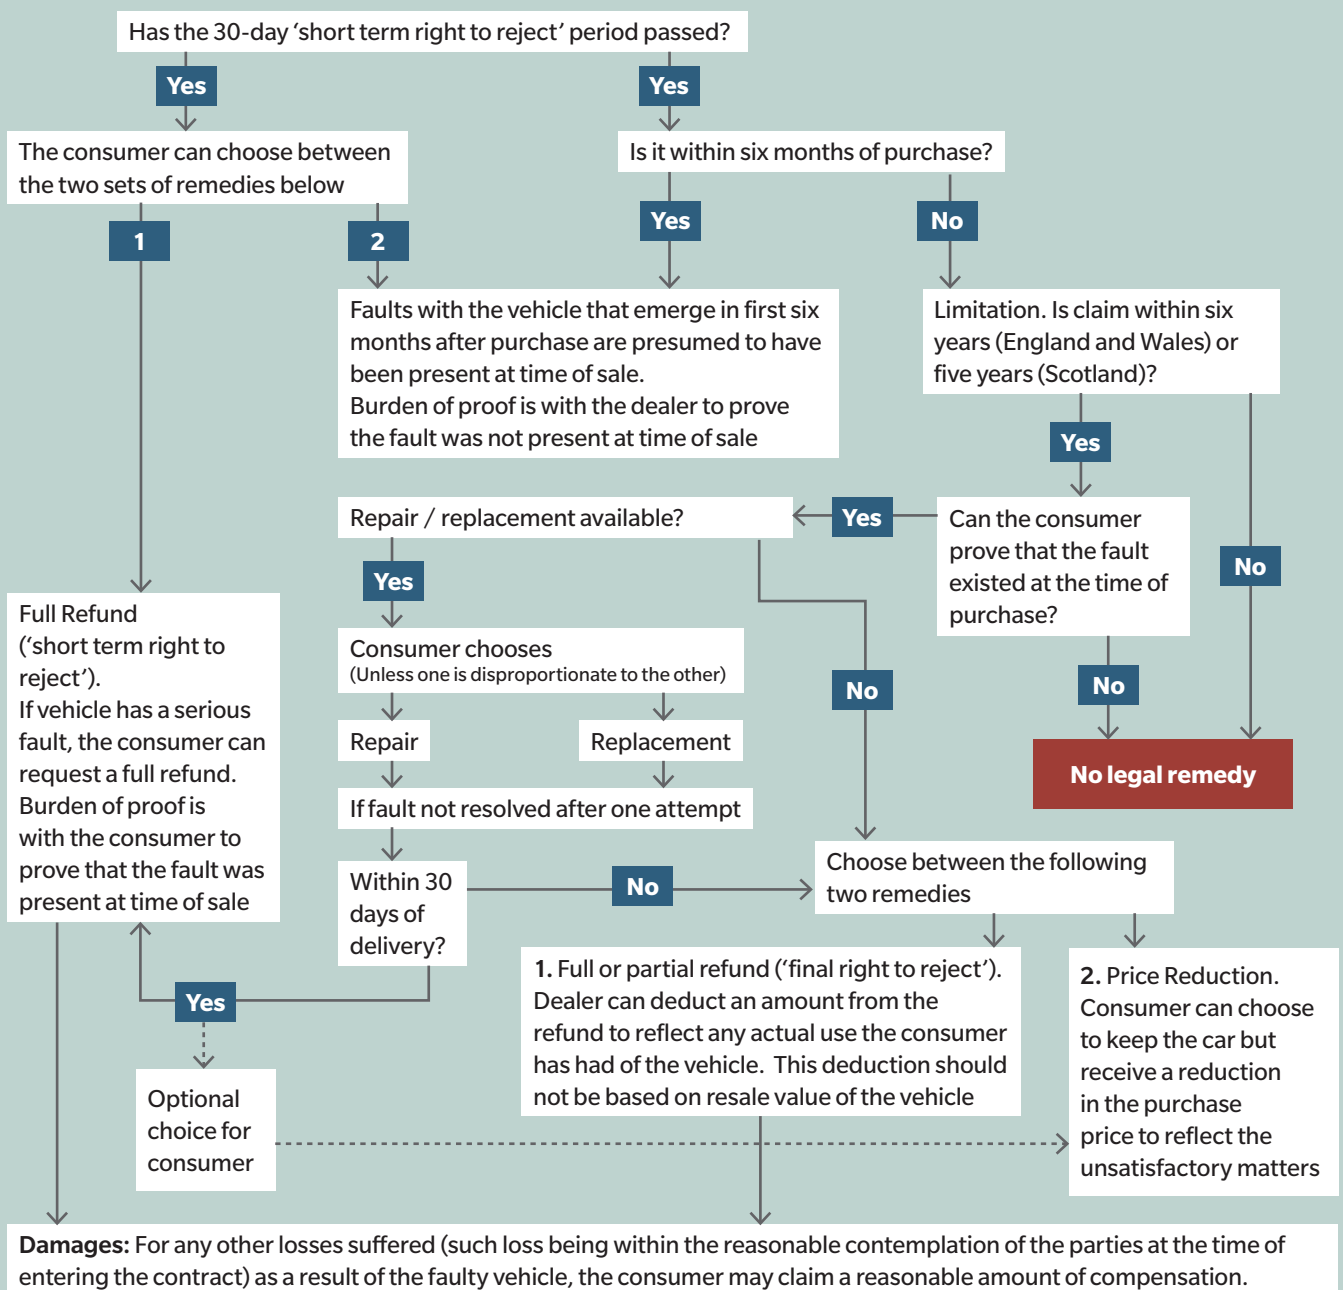 Has the 30-day ‘short term right to reject’ period passed?
Yes
Yes
The consumer can choose between
the two sets of remedies below
Is it within six months of purchase?
1
2
Yes
No
Faults with the vehicle that emerge in first six
months after purchase are presumed to have
been present at time of sale.
Burden of proof is with the dealer to prove
the fault was not present at time of sale
Limitation. Is claim within six
years (England and Wales) or
five years (Scotland)?
Yes
No
Repair / replacement available?
Yes
Can the consumer
prove that the fault
existed at the time of
purchase?
Yes
No
No
No legal remedy
Full Refund
(‘short term right to
reject’).
If vehicle has a serious
fault, the consumer can
request a full refund.
Burden of proof is
with the consumer to
prove that the fault was
present at time of sale
Consumer chooses
(Unless one is disproportionate to the other)
Repair
Replacement
If fault not resolved after one attempt
Within 30
days of
delivery?
No
Choose between the following
two remedies
Yes
Optional
choice for
consumer
1. Full or partial refund (‘final right to reject’).
Dealer can deduct an amount from the
refund to reflect any actual use the consumer
has had of the vehicle. This deduction should
not be based on resale value of the vehicle
2. Price Reduction.
Consumer can choose
to keep the car but
receive a reduction
in the purchase
price to reflect the
unsatisfactory matters
Damages: For any other losses suffered (such loss being within the reasonable contemplation of the parties at the time of
entering the contract) as a result of the faulty vehicle, the consumer may claim a reasonable amount of compensation.